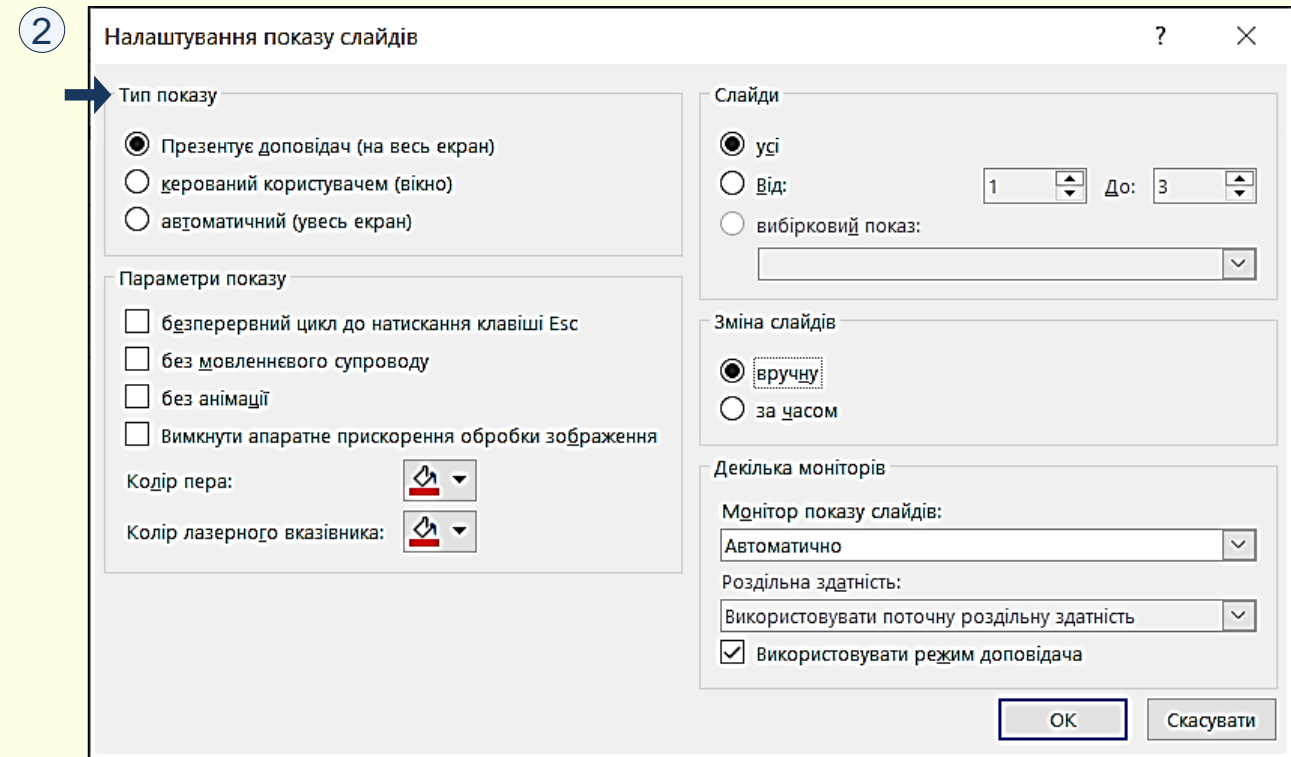 2
Налаштування показу слайдів
?
Тип показу
Презентує доповідач (на весь екран)
керований користувачем (вікно)
автоматичний (увесь екран)
Параметри показу
безперервний цикл до натискання клавіші Esc
без мовленнєвого супроводу
без анімації
Вимкнути апаратне прискорення обробки зображення
Колір пера:
Колір лазерного вказівника:
Слайди
усі
Від: 1 До: 3
вибірковий показ:
Зміна слайдів
вручну
за часом
Декілька моніторів
Монітор показу слайдів:
Автоматично
Роздільна здатність:
Використовувати поточну роздільну здатність
Використовувати режим доповідача
ОК Скасувати